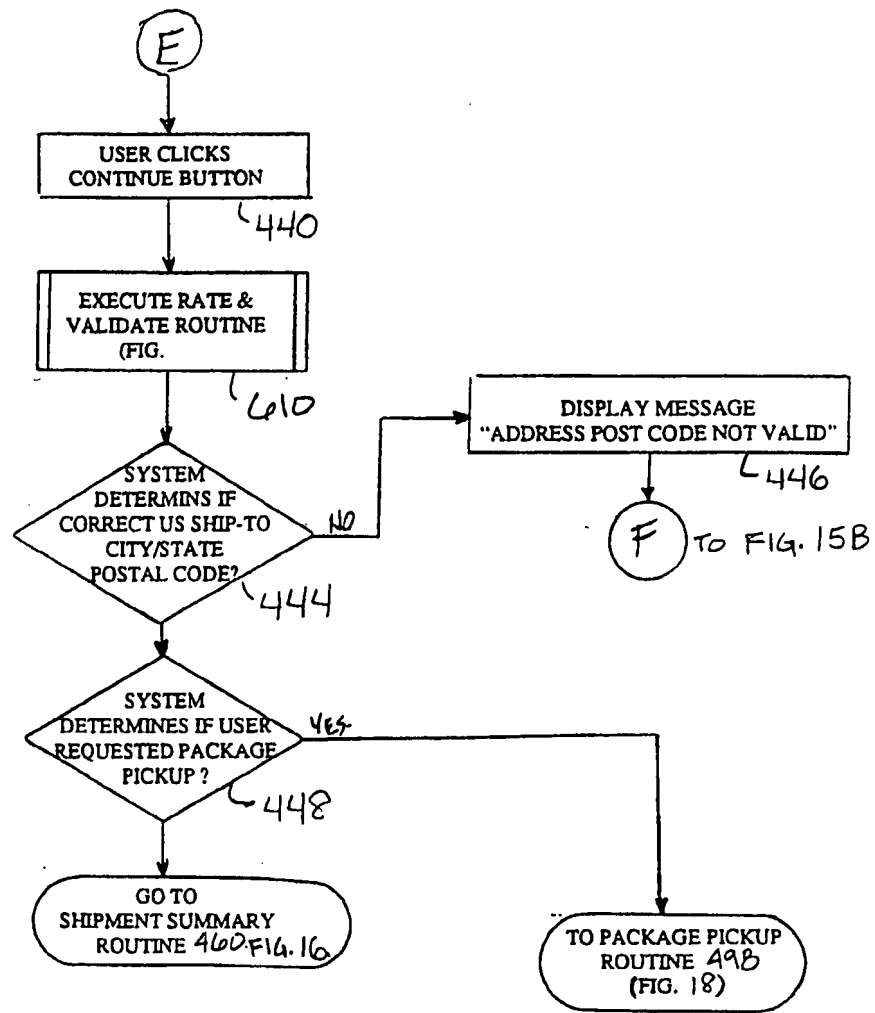 E
USER CLICKS
CONTINUE BUTTON
440
EXECUTE RATE &
VALIDATE ROUTINE
(FIG.
610
DISPLAY MESSAGE
"ADDRESS POST CODE NOT VALID"
446
F TO FIG. 15B
SYSTEM
DETERMINS IF
CORRECT US SHIP-TO
CITY/STATE
POSTAL CODE?
NO
444
SYSTEM
DETERMINES IF USER
REQUESTED PACKAGE
PICKUP ?
YES
448
GO TO
SHIPMENT SUMMARY
ROUTINE 460 FIG. 16
TO PACKAGE PICKUP
ROUTINE 498
(FIG. 18)